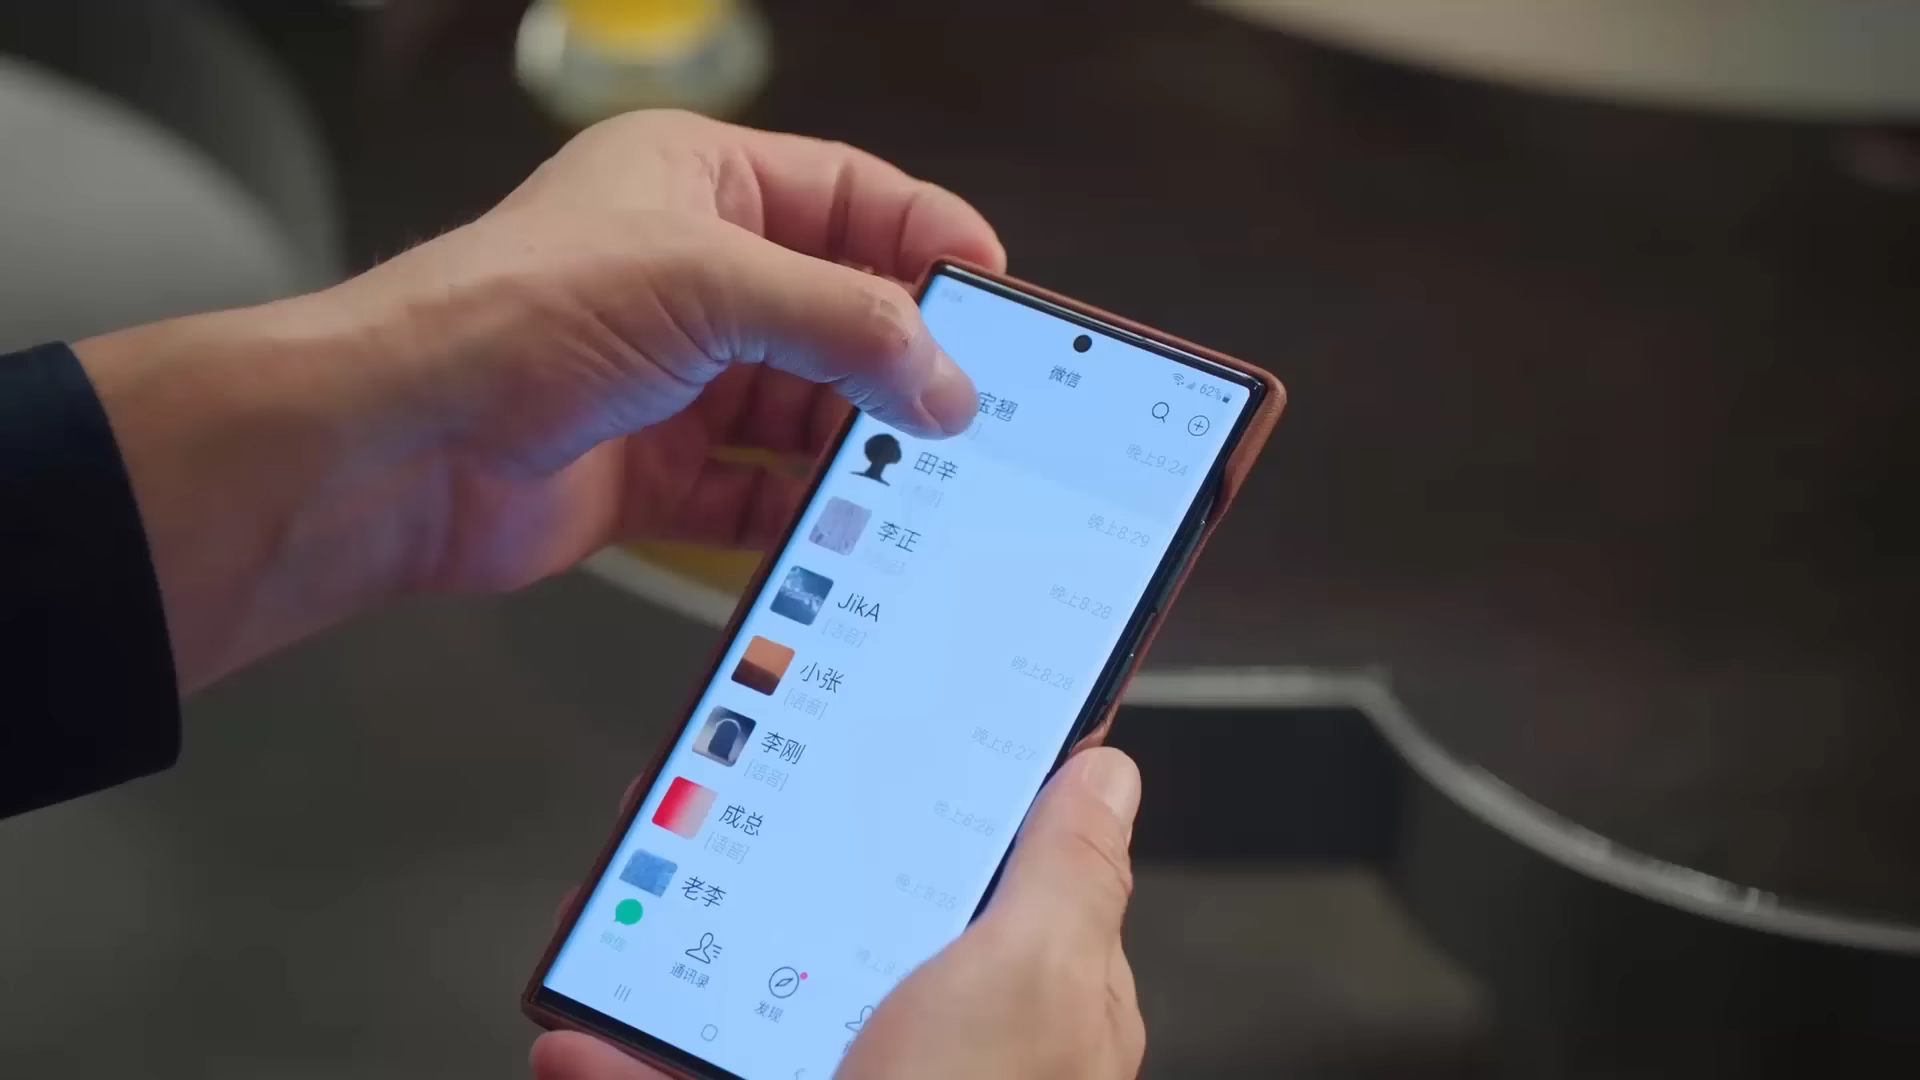 微信
62%
宝翘
晚上9:24
田辛
晚上8:29
李正
晚上8:28
JikA
[语音]
晚上8:28
小张
[语音]
晚上8:27
李刚
[语音]
晚上8:26
成总
[语音]
晚上8:25
老李
微信
通讯录
发现